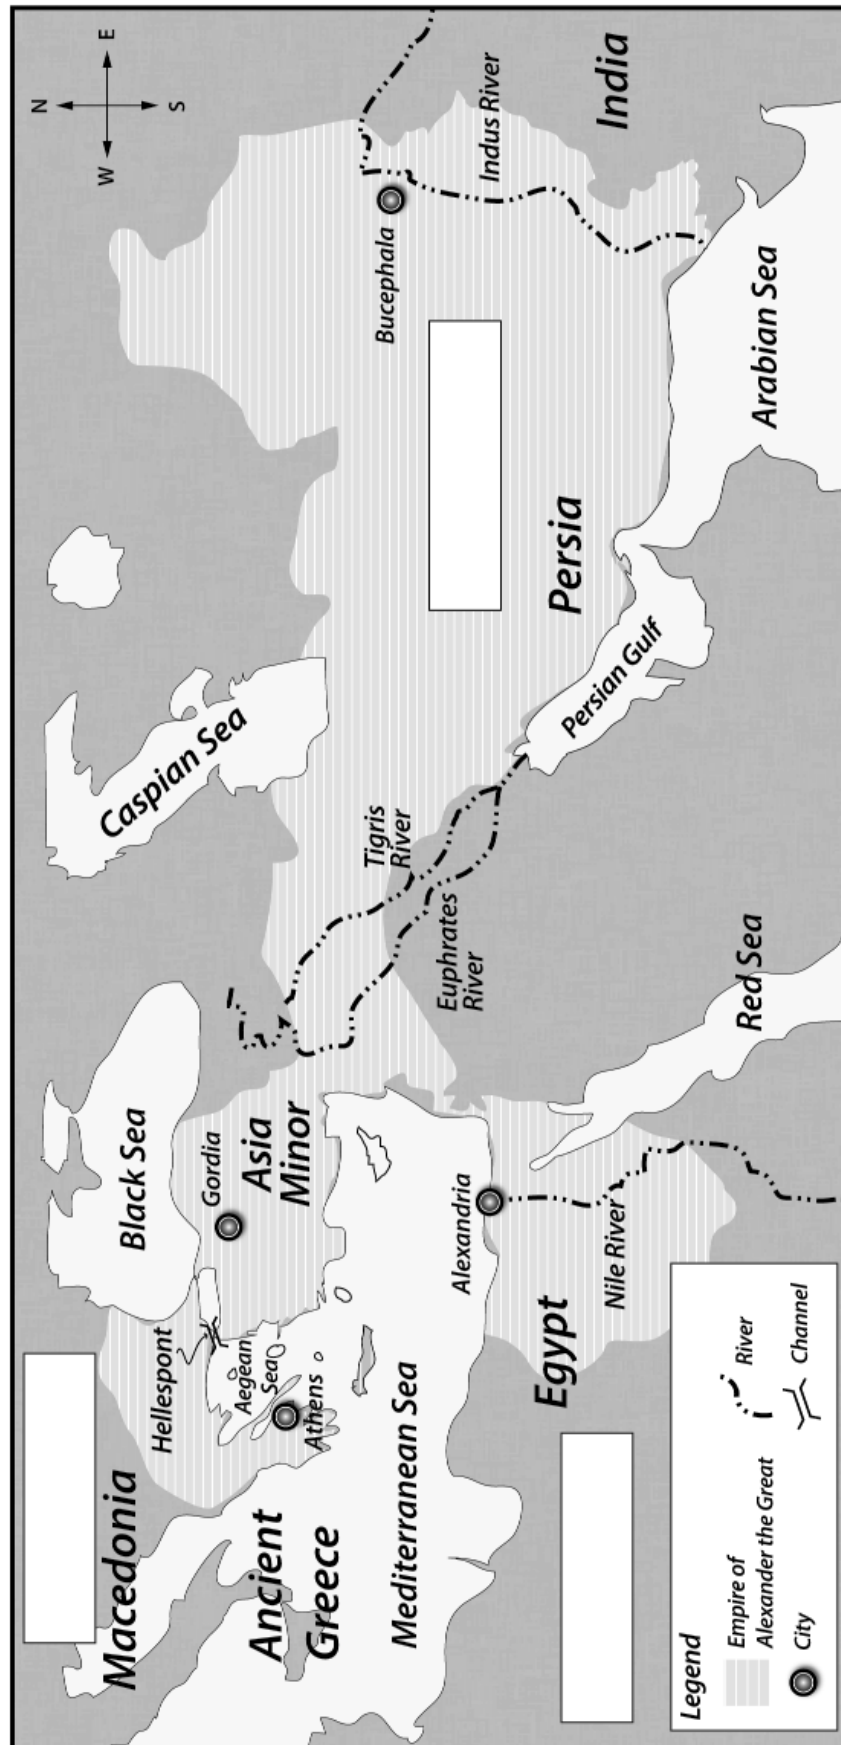 N
W
E
S
Macedonia
Black Sea
Caspian Sea
Hellespont
Gordia
Asia
Minor
Aegean
Sea
Athens
Ancient
Greece
Tigris
River
Euphrates
River
Bucephala
Indus River
India
Mediterranean Sea
Alexandria
Persia
Persian Gulf
Egypt
Nile River
Red Sea
Arabian Sea
Legend
Empire of
Alexander the Great
River
City
Channel